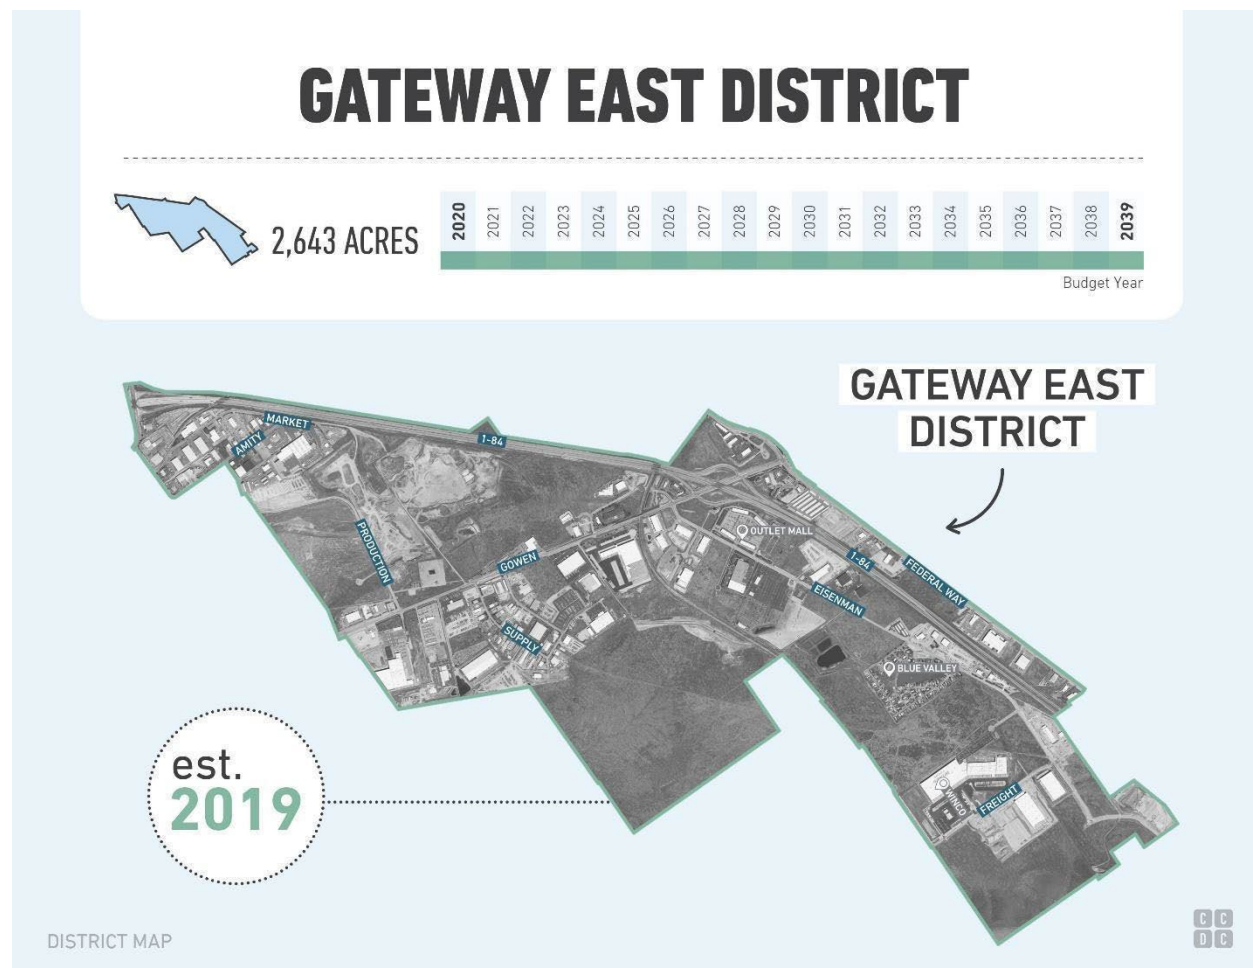 GATEWAY EAST DISTRICT
2,643 ACRES
2020 2021 2022 2023 2024 2025 2026 2027 2028 2029 2030 2031 2032 2033 2034 2035 2036 2037 2038 2039
Budget Year
GATEWAY EAST
DISTRICT
MARKET
AMITY
1-84
PRODUCTION
GOWEN
OUTLET MALL
1-84
FEDERAL WAY
EISENMAN
SUPPLY
BLUE VALLEY
WINCO
FREIGHT
est.
2019
DISTRICT MAP
CC
DC